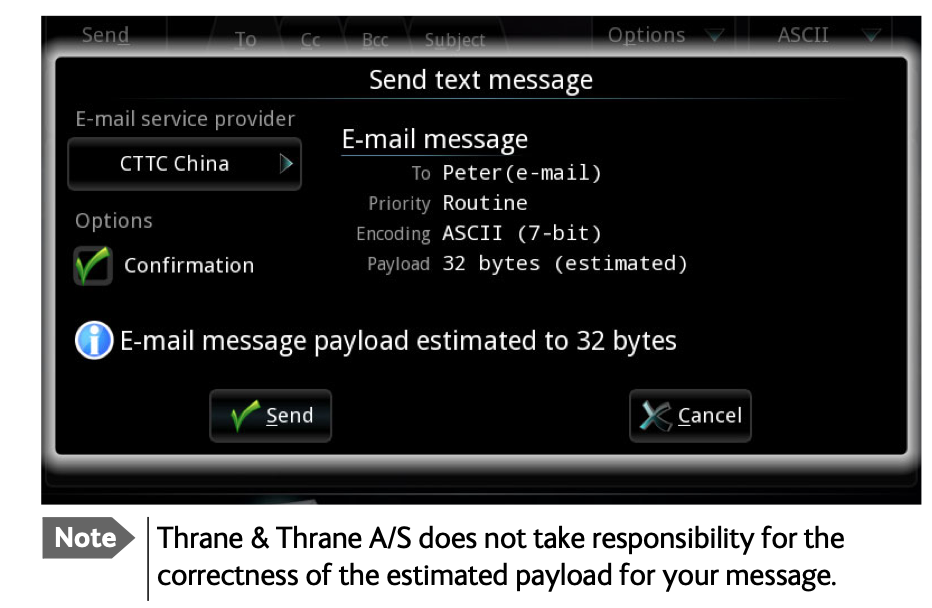 Send To Cc Bcc Subject Options ASCII
Send text message
E-mail service provider
CTTC China
Options
Confirmation
E-mail message
To Peter(e-mail)
Priority Routine
Encoding ASCII (7-bit)
Payload 32 bytes (estimated)
E-mail message payload estimated to 32 bytes
Send Cancel
Note Thrane & Thrane A/S does not take responsibility for the
correctness of the estimated payload for your message.